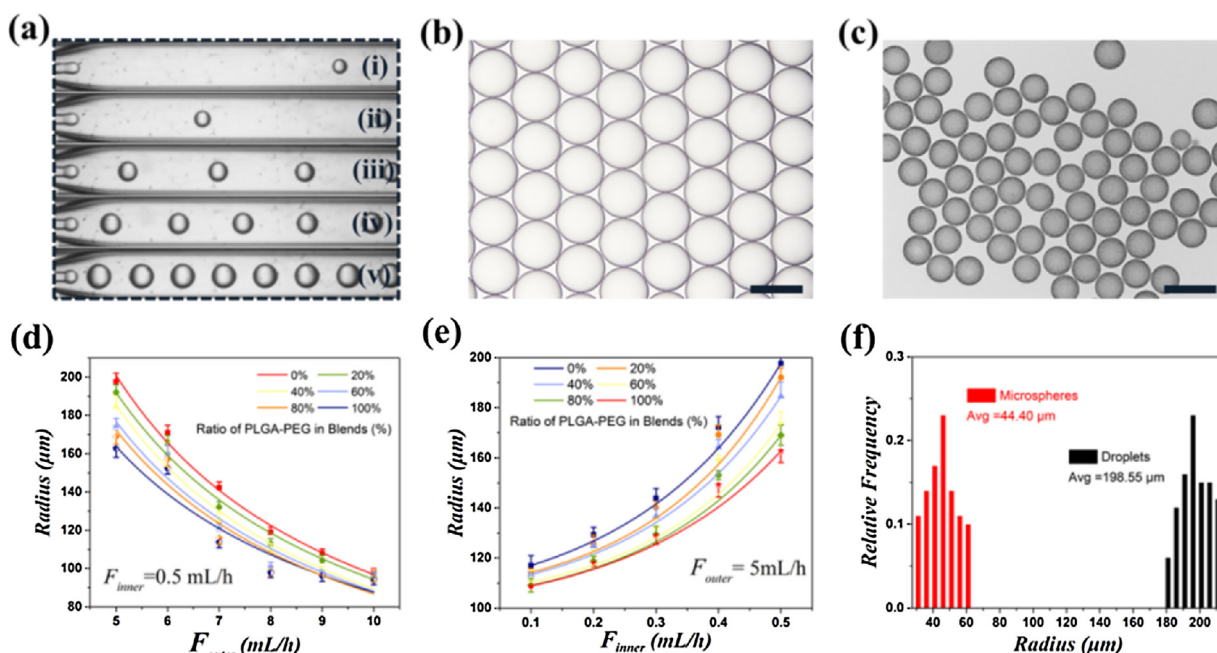 (a)
(i)
(ii)
(iii)
(iv)
(v)
(b)
(c)
(d)
200
180
160
140
120
100
80
Radius (μm)
0% 20%
40% 60%
80% 100%
Ratio of PLGA-PEG in Blends (%)
Finner=0.5 mL/h
5 6 7 8 9 10
(mL/h)
(e)
200
180
160
140
120
100
Radius (μm)
0% 20%
40% 60%
80% 100%
Ratio of PLGA-PEG in Blends (%)
Fouter= 5mL/h
0.1 0.2 0.3 0.4 0.5
Finner (mL/h)
(f)
0.3
0.2
0.1
0.0
Relative Frequency
Microspheres
Avg =44.40 μm
Droplets
Avg =198.55 μm
40 60 80 100 120 140 160 180 200
Radius (μm)